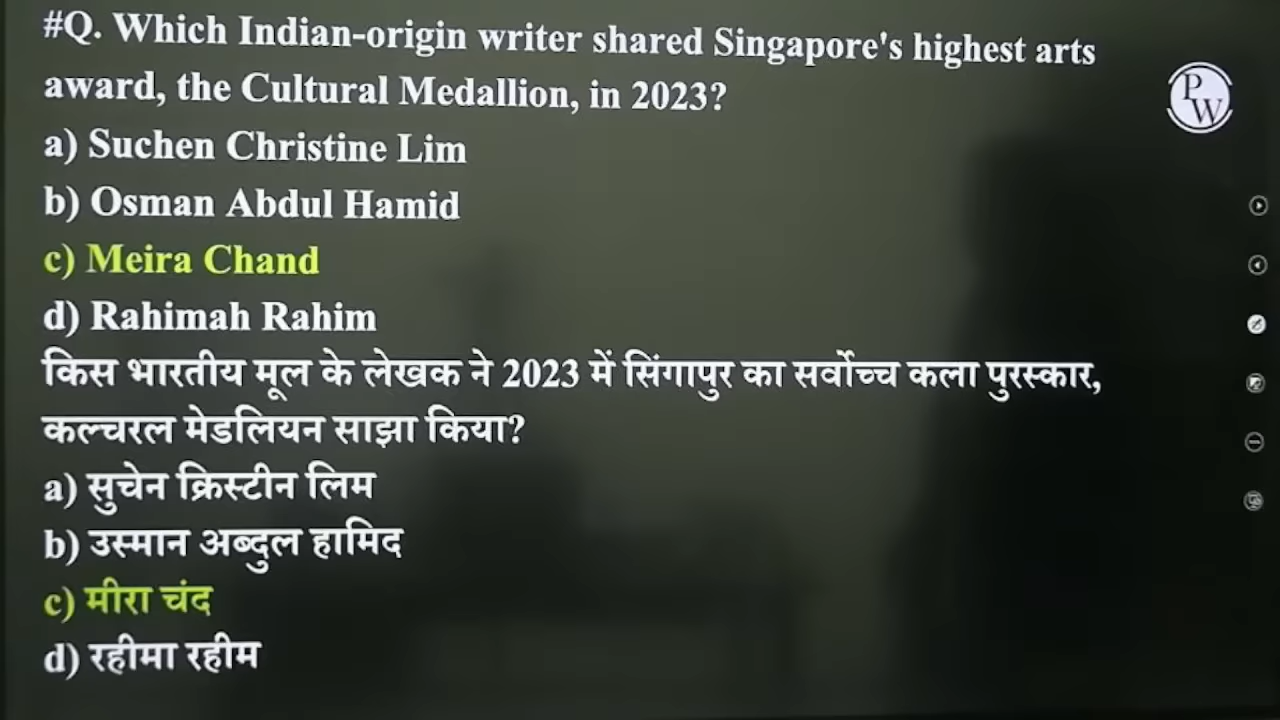 #Q. Which Indian-origin writer shared Singapore's highest arts
award, the Cultural Medallion, in 2023?
a) Suchen Christine Lim
b) Osman Abdul Hamid
c) Meira Chand
d) Rahimah Rahim
किस भारतीय मूल के लेखक ने 2023 में सिंगापुर का सर्वोच्च कला पुरस्कार,
कल्चरल मेडलियन साझा किया?
a) सुचेन क्रिस्टीन लिम
b) उस्मान अब्दुल हामिद
c) मीरा चंद
d) रहीमा रहीम
PW